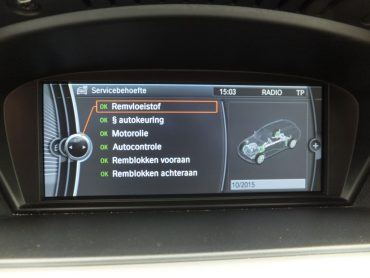 Servicebehoefte 15:03 RADIO TP
OK Remvloeistof
OK § autokeuring
OK Motorolie
OK Autocontrole
OK Remblokken vooraan
OK Remblokken achteraan
10/2015